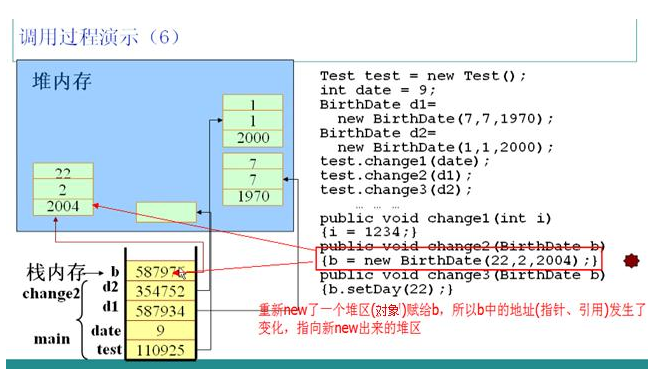 调用过程演示（6）
堆内存
1
1
2000
7
7
1970
22
2
2004
栈内存
change2
main
b
d2
d1
date
test
587975
354752
587934
9
110925
Test test = new Test();
int date = 9;
BirthDate d1=
new BirthDate(7,7,1970);
BirthDate d2=
new BirthDate(1,1,2000);
test.change1(date);
test.change2(d1);
test.change3(d2);
… … …
public void change1(int i)
{i = 1234;}
public void change2(BirthDate b)
{b = new BirthDate(22,2,2004);}
public void change3(BirthDate b)
{b.setDay(22);}
重新new了一个堆区(对象')赋给b，所以b中的地址(指针、引用)发生了
变化，指向新new出来的堆区